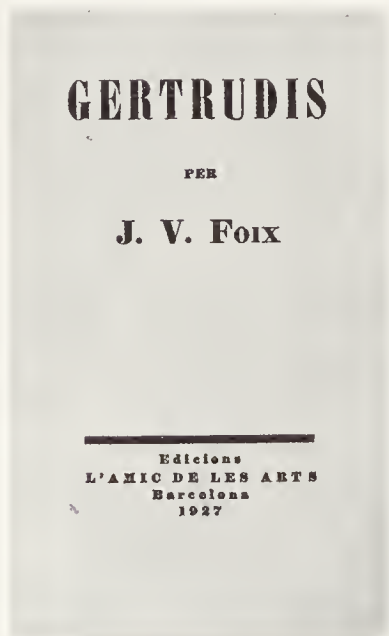 GERTRUDIS
PER
J. V. FOIX
Edicions
L'AMIC DE LES ARTS
Barcelona
1927